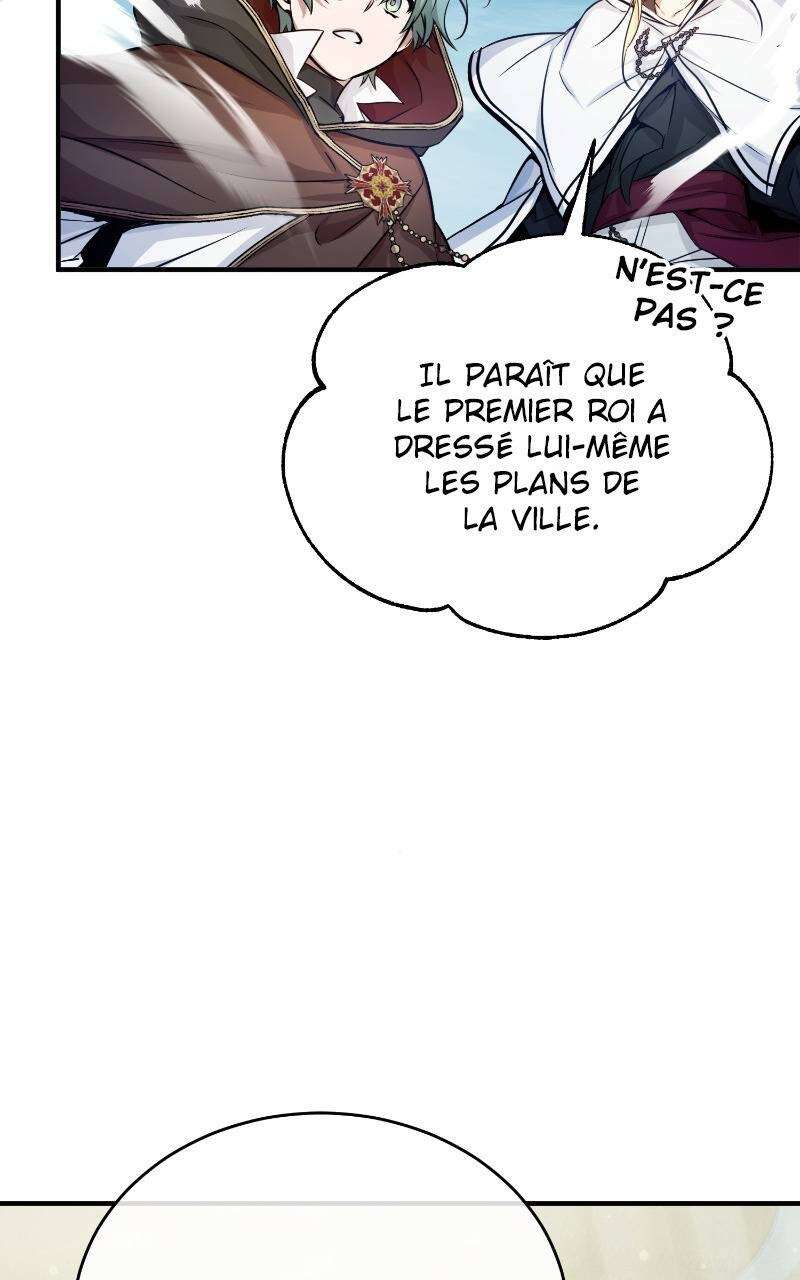 N'EST-CE
PAS ?
IL PARAÎT QUE
LE PREMIER ROI A
DRESSÉ LUI-MÊME
LES PLANS DE
LA VILLE.